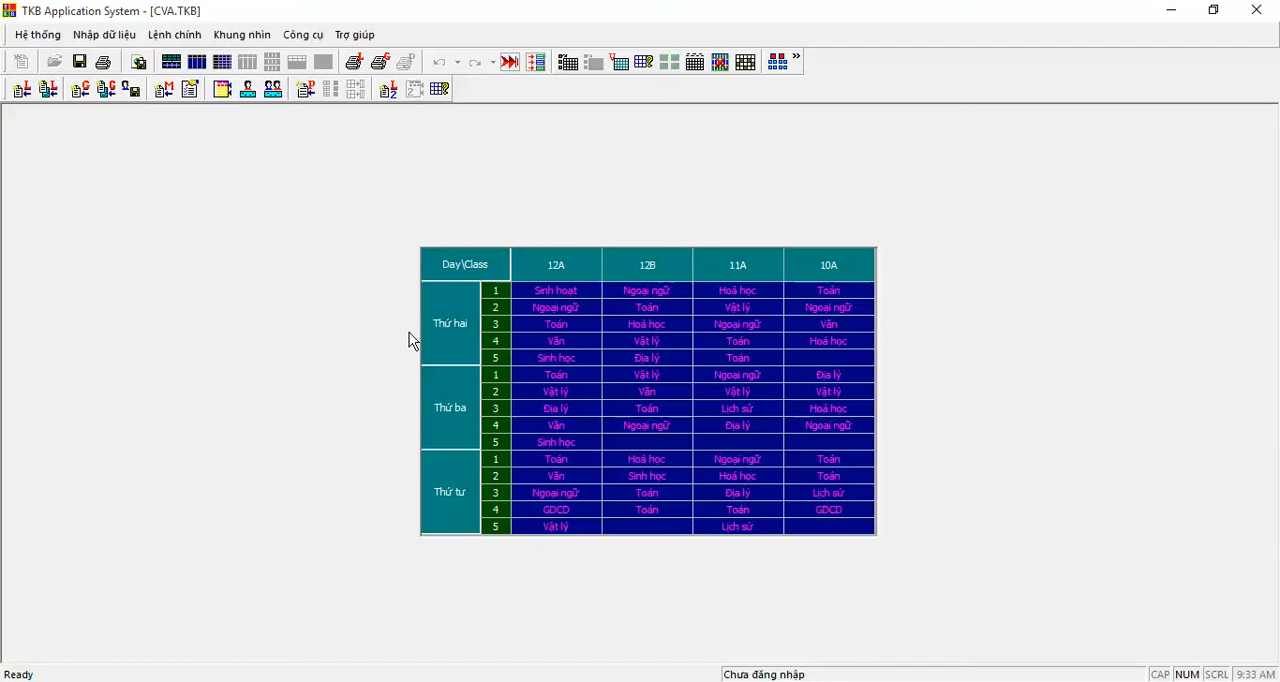 TKB Application System - [CVA.TKB]
Hệ thống Nhập dữ liệu Lệnh chính Khung nhìn Công cụ Trợ giúp
Day\Class 12A 12B 11A 10A
Thứ hai
1 Sinh hoạt Ngoại ngữ Hoá học Toán
2 Ngoại ngữ Toán Vật lý Ngoại ngữ
3 Toán Hoá học Ngoại ngữ Văn
4 Văn Vật lý Toán Hoá học
5 Sinh học Địa lý Toán
Thứ ba
1 Toán Vật lý Ngoại ngữ Địa lý
2 Vật lý Văn Vật lý Vật lý
3 Địa lý Toán Lịch sử Hoá học
4 Văn Ngoại ngữ Địa lý Ngoại ngữ
5 Sinh học
Thứ tư
1 Toán Hoá học Ngoại ngữ Toán
2 Văn Sinh học Hoá học Toán
3 Ngoại ngữ Toán Địa lý Lịch sử
4 GDCD Toán Toán GDCD
5 Vật lý Lịch sử
Ready Chưa đăng nhập CAP NUM SCRL 9:33 AM